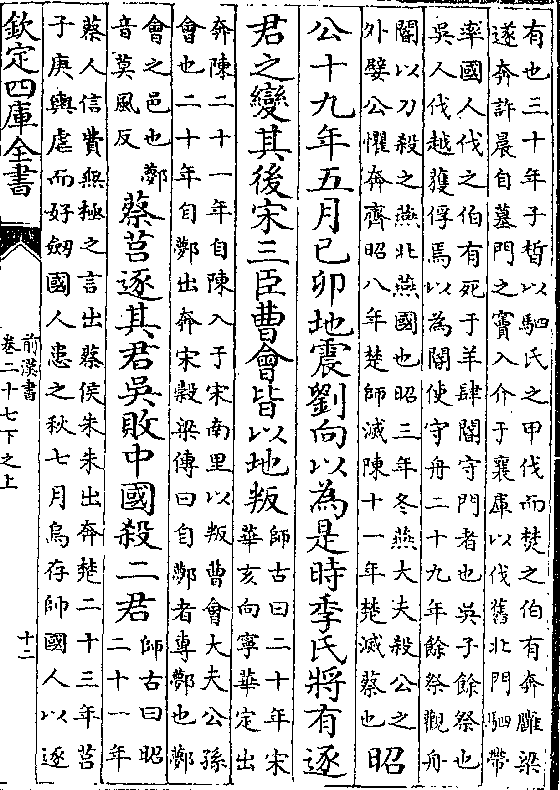 有也三十年子晳以駟氏之甲伐而焚之伯有奔雝梁
遂奔許晨自墓門之竇入介于襄庫以伐舊北門駟帶
率國人伐之伯有死于羊肆閽守門者也吳子餘祭也
吳人伐越獲俘焉以為閽使守舟二十九年餘祭觀舟
閽以刀殺之燕北燕國也昭三年冬燕大夫殺公之
外嬖公懼奔齊昭八年楚師滅陳十一年楚滅蔡也
昭
公十九年五月已卯地震劉向以為是時季氏將有逐
君之變其後宋三臣曹會皆以地叛
師古曰二十年宋
華亥向寧華定出
奔陳二十一年自陳入于宋南里以叛曹會大夫公孫
會也二十年自鄸出奔宋穀梁傳曰自鄸者專鄸也鄸
會之邑也鄸
音莫風反
蔡莒逐其君吳敗中國殺二君
師古曰昭
二十一年
蔡人信費無極之言出蔡侯朱朱出奔楚二十三年莒
子庚輿虐而好劒國人患之秋七月烏存帥國人以逐
欽定四庫全書
前漢書
卷二十七下之上
十二